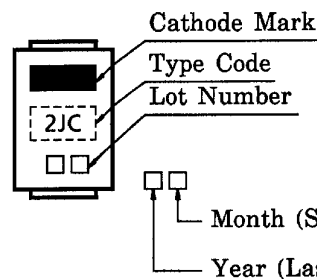 Cathode Mark
Type Code
2JC
Lot Number
Month (S
Year (Las